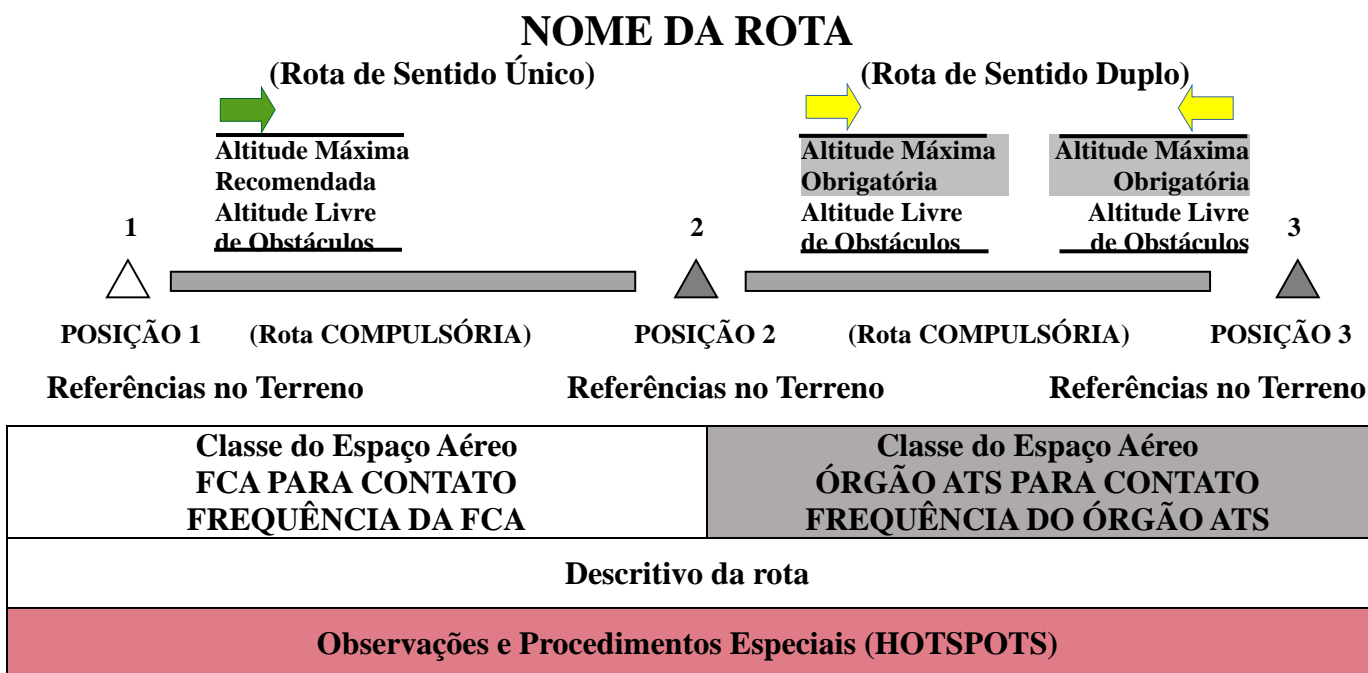 NOME DA ROTA
(Rota de Sentido Único)
(Rota de Sentido Duplo)
Altitude Máxima
Recomendada
Altitude Livre
de Obstáculos
Altitude Máxima
Obrigatória
Altitude Livre
de Obstáculos
Altitude Máxima
Obrigatória
Altitude Livre
de Obstáculos
1
2
3
POSIÇÃO 1
(Rota COMPULSÓRIA)
POSIÇÃO 2
(Rota COMPULSÓRIA)
POSIÇÃO 3
Referências no Terreno
Referências no Terreno
Referências no Terreno
Classe do Espaço Aéreo
FCA PARA CONTATO
FREQUÊNCIA DA FCA
Classe do Espaço Aéreo
ÓRGÃO ATS PARA CONTATO
FREQUÊNCIA DO ÓRGÃO ATS
Descritivo da rota
Observações e Procedimentos Especiais (HOTSPOTS)